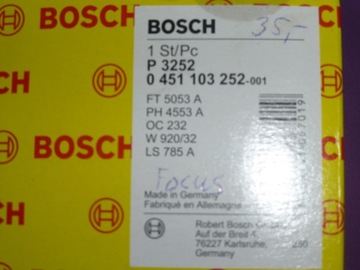 BOSCH 35,-
1 St/Pc
P 3252
0 451 103 252-001
FT 5053 A
PH 4553 A
OC 232
W 920/32
LS 785 A
Focus
Made in Germany
Fabriqué en Allemagne
Robert Bosch
Auf der Breit 4,
76227 Karlsruhe,
BOSCH
BOSCH
BOSCH